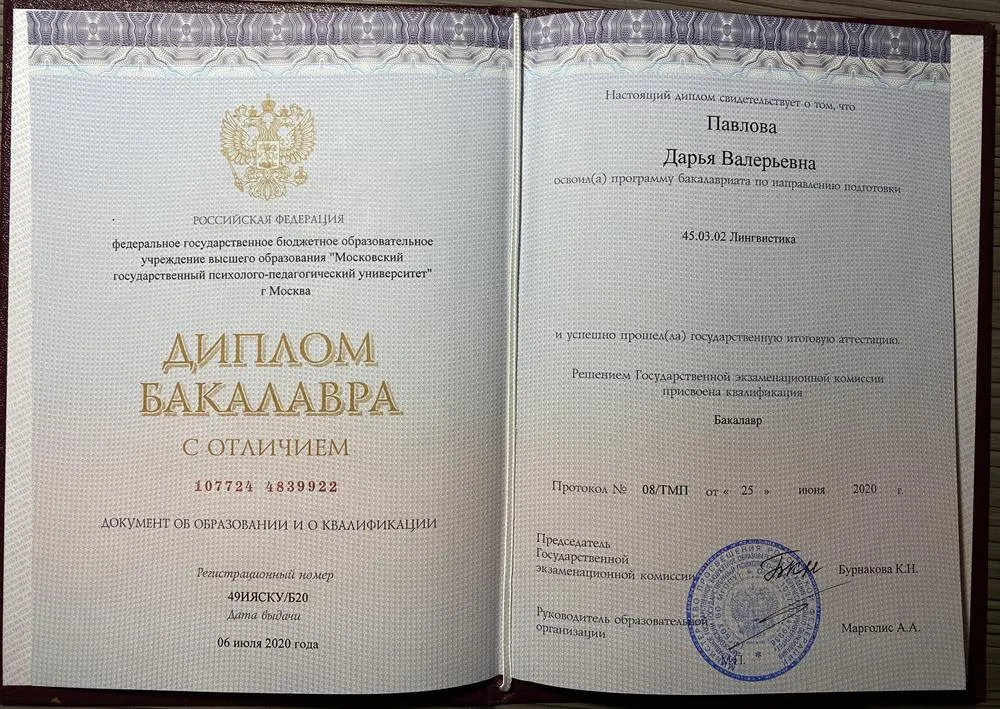 РОССИЙСКАЯ ФЕДЕРАЦИЯ
федеральное государственное бюджетное образовательное
учреждение высшего образования "Московский
государственный психолого-педагогический университет"
г Москва
ДИПЛОМ
БАКАЛАВРА
С ОТЛИЧИЕМ
107724 4839922
ДОКУМЕНТ ОБ ОБРАЗОВАНИИ И О КВАЛИФИКАЦИИ
Регистрационный номер
49ИЯСКУ/Б20
Дата выдачи
06 июля 2020 года
Настоящий диплом свидетельствует о том, что
Павлова
Дарья Валерьевна
освоил(а) программу бакалавриата по направлению подготовки
45.03.02 Лингвистика
и успешно прошел(ла) государственную итоговую аттестацию.
Решением Государственной экзаменационной комиссии
присвоена квалификация
Бакалавр
Протокол № 08/ТМП от « 25 » июня 2020 г.
Председатель
Государственной
экзаменационной комиссии
Бурнакова К.Н.
Руководитель образовательной
организации
Марголис А.А.
М.П.